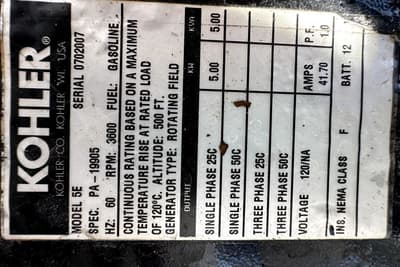 KOHLER®
KOHLER CO. KOHLER WI. USA
MODEL 5E SERIAL 0702007
SPEC. PA-19905
HZ: 60 RPM: 3600 FUEL: GASOLINE
CONTINUOUS RATING BASED ON A MAXIMUM
TEMPERATURE RISE AT RATED LOAD
OF 120°C. ALTITUDE: 500 FT.
GENERATOR TYPE: ROTATING FIELD
OUTPUT KW KVA
SINGLE PHASE 25C 5.00 5.00
SINGLE PHASE 50C
THREE PHASE 25C
THREE PHASE 50C
VOLTAGE 120/NA AMPS 41.70 P.F. 1.0
INS. NEMA CLASS F BATT. 12